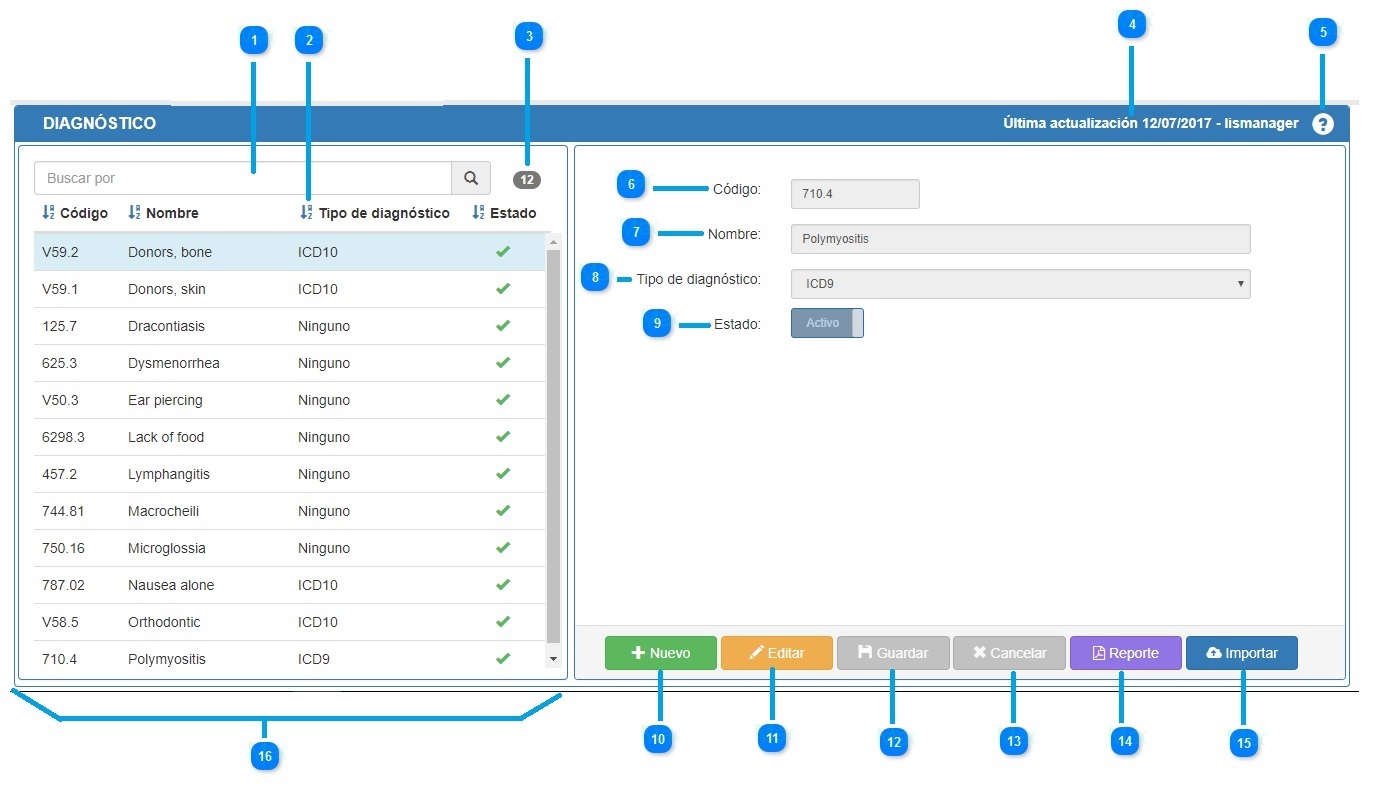 1 2 3 4 5
DIAGNÓSTICO Última actualización 12/07/2017 - lismanager ?
Buscar por 12
Código Nombre Tipo de diagnóstico Estado
V59.2 Donors, bone ICD10
V59.1 Donors, skin ICD10
125.7 Dracontiasis Ninguno
625.3 Dysmenorrhea Ninguno
V50.3 Ear piercing Ninguno
6298.3 Lack of food Ninguno
457.2 Lymphangitis Ninguno
744.81 Macrocheili Ninguno
750.16 Microglossia Ninguno
787.02 Nausea alone ICD10
V58.5 Orthodontic ICD10
710.4 Polymyositis ICD9
6 Código: 710.4
7 Nombre: Polymyositis
8 Tipo de diagnóstico: ICD9
9 Estado: Activo
Nuevo Editar Guardar Cancelar Reporte Importar
10 11 12 13 14 15
16